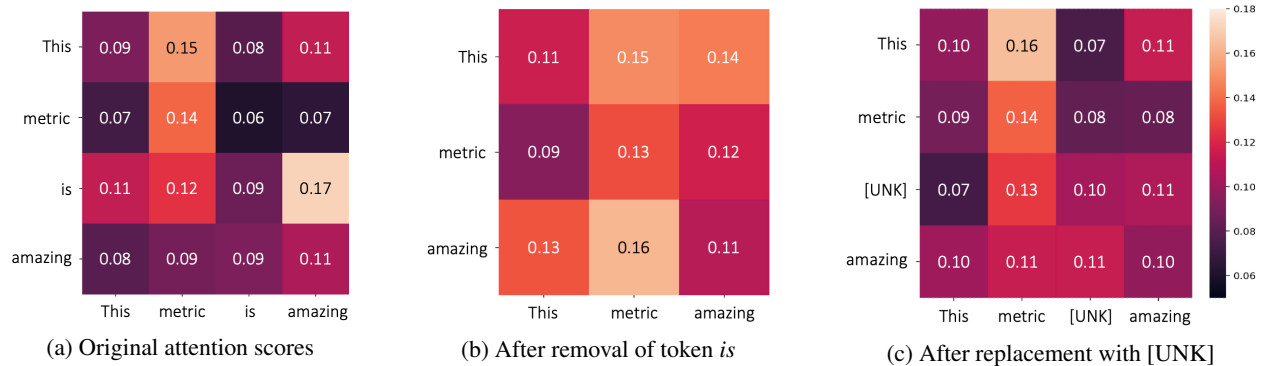 This 0.09 0.15 0.08 0.11
metric 0.07 0.14 0.06 0.07
is 0.11 0.12 0.09 0.17
amazing 0.08 0.09 0.09 0.11
This metric is amazing
(a) Original attention scores
This 0.11 0.15 0.14
metric 0.09 0.13 0.12
amazing 0.13 0.16 0.11
This metric amazing
(b) After removal of token is
This 0.10 0.16 0.07 0.11
metric 0.09 0.14 0.08 0.08
[UNK] 0.07 0.13 0.10 0.11
amazing 0.10 0.11 0.11 0.10
This metric [UNK] amazing
0.18
0.16
0.14
0.12
0.10
0.08
0.06
(c) After replacement with [UNK]